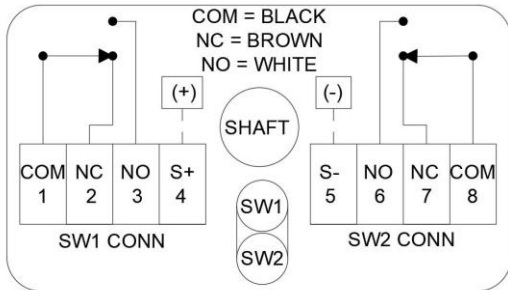 COM = BLACK
NC = BROWN
NO = WHITE
(+)
(-)
SHAFT
COM NC NO S+
1 2 3 4
S- NO NC COM
5 6 7 8
SW1
SW2
SW1 CONN
SW2 CONN